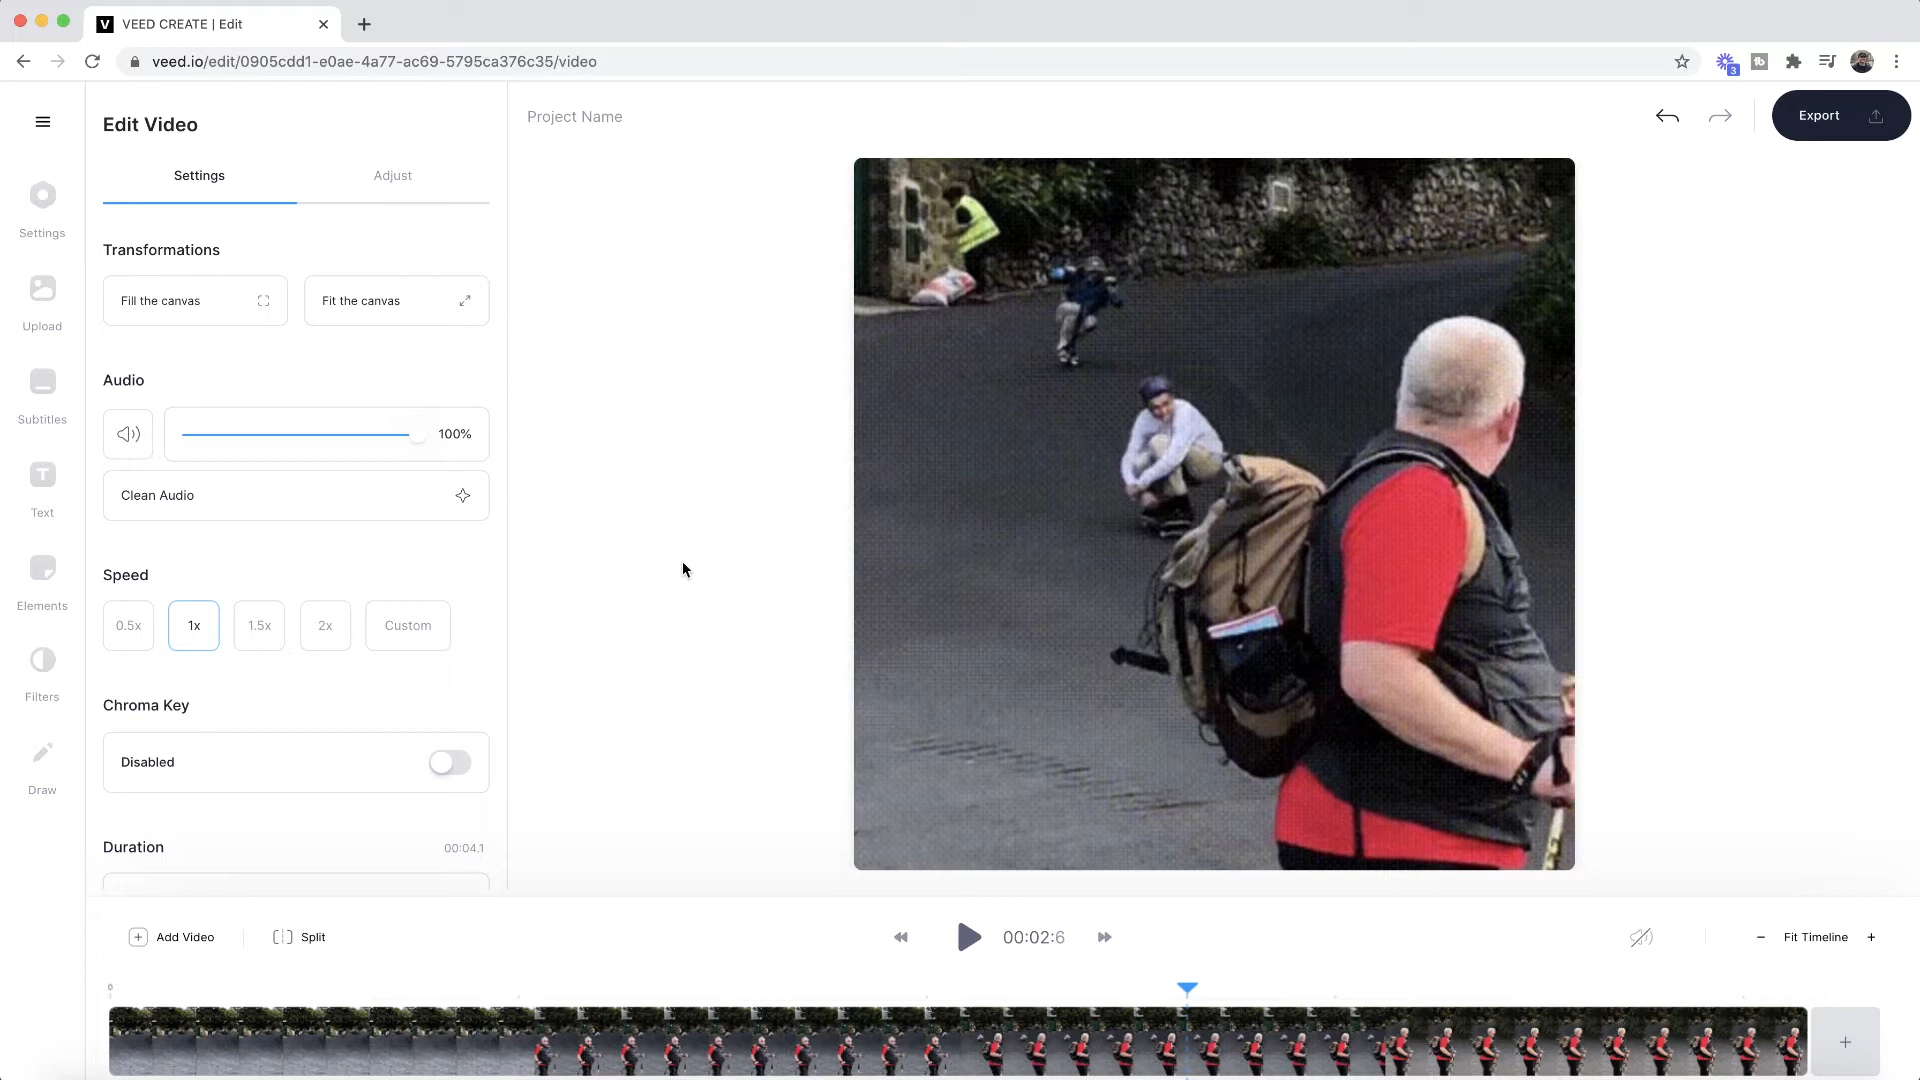 VEED CREATE | Edit
veed.io/edit/0905cdd1-e0ae-4a77-ac69-5795ca376c35/video
3
Edit Video
Project Name
Export
Settings
Adjust
Settings
Upload
Subtitles
Text
Elements
Filters
Draw
Transformations
Fill the canvas
Fit the canvas
Audio
100%
Clean Audio
Speed
0.5x
1x
1.5x
2x
Custom
Chroma Key
Disabled
Duration
00:04.1
Add Video
Split
00:02:6
Fit Timeline
0